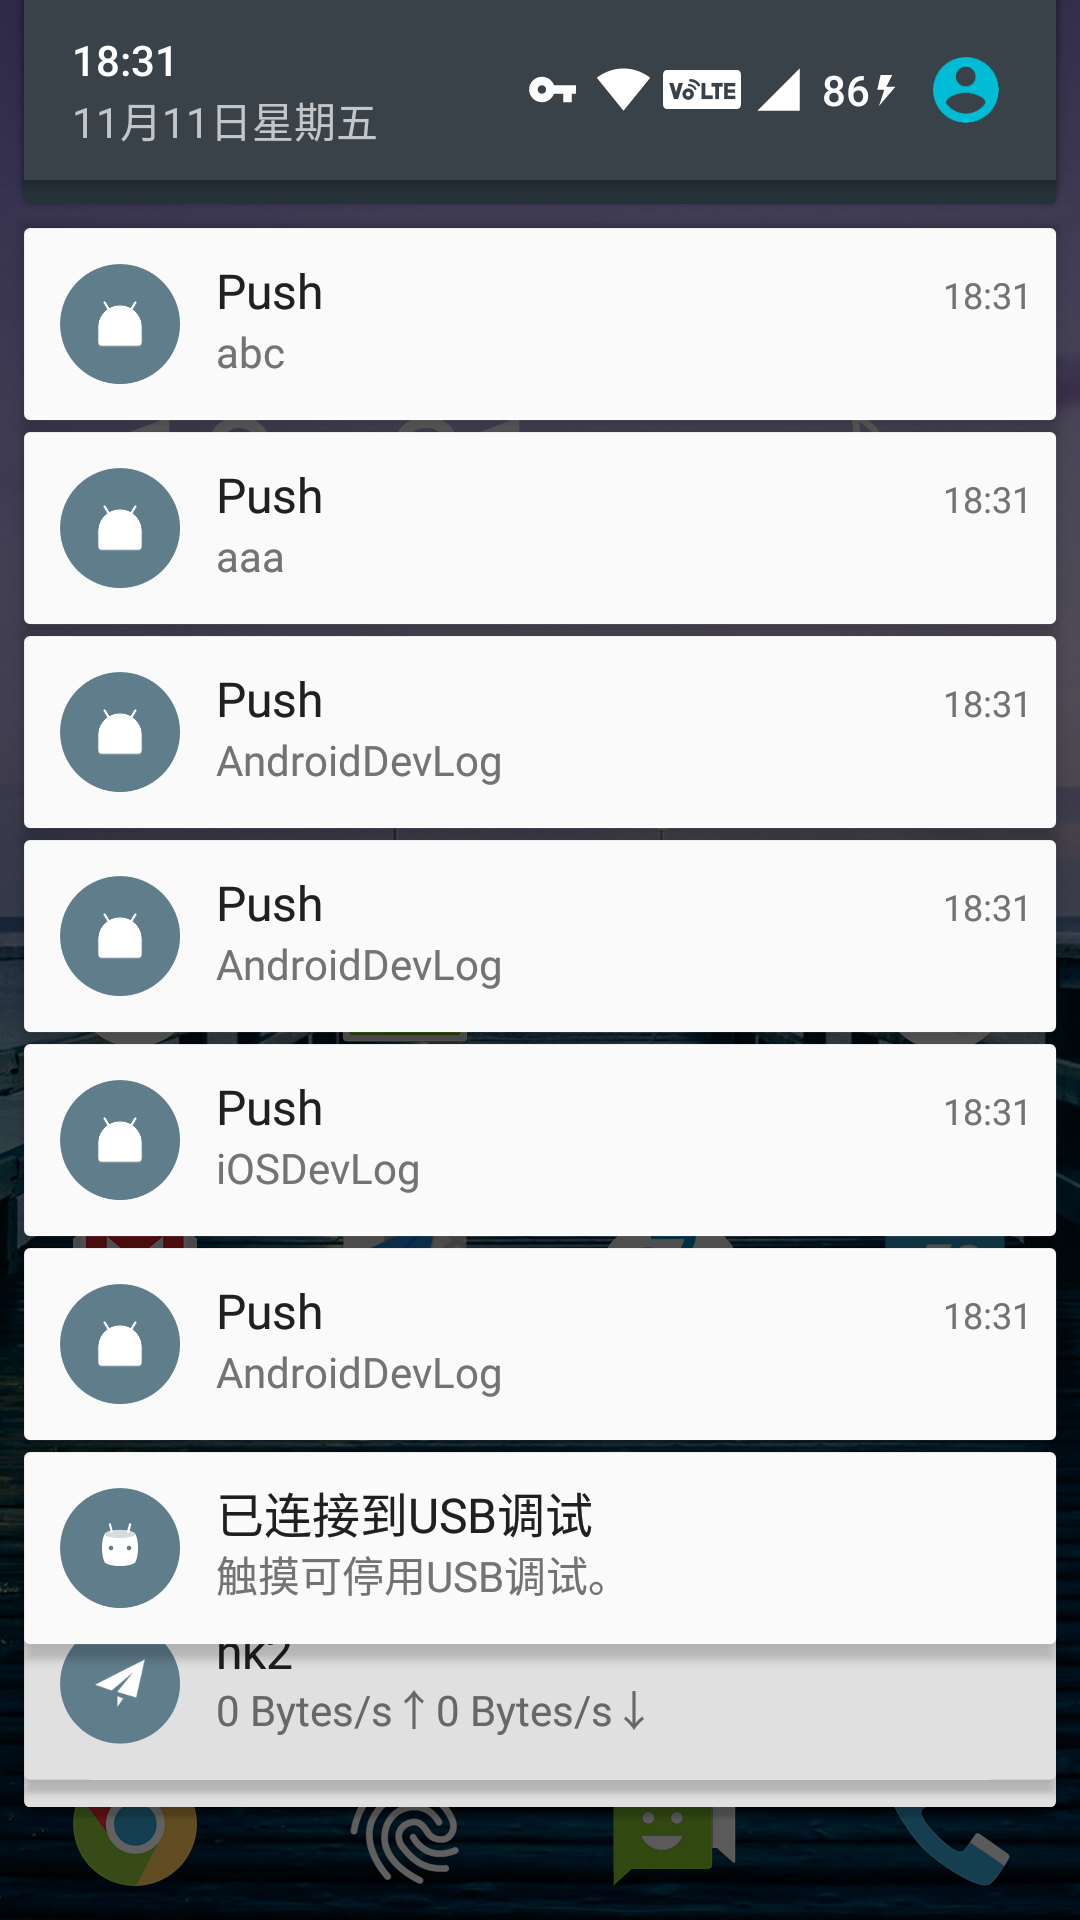 18:31
11月11日星期五
VoLTE
86
Push
18:31
abc
Push
18:31
aaa
Push
18:31
AndroidDevLog
Push
18:31
AndroidDevLog
Push
18:31
iOSDevLog
Push
18:31
AndroidDevLog
已连接到USB调试
触摸可停用USB调试。
hk2
0 Bytes/s↑0 Bytes/s↓